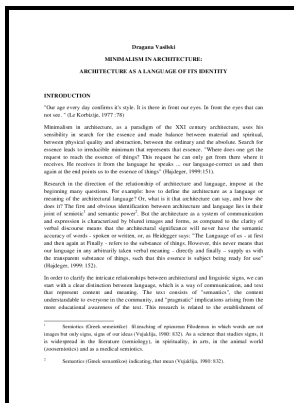 Dragana Vasilski
MINIMALISM IN ARCHITECTURE:
ARCHITECTURE AS A LANGUAGE OF ITS IDENTITY
INTRODUCTION
"Our age every day confirms it's style. It is there in front our eyes. In front the eyes that can
not see. " (Le Korbizije, 1977 :78)
Minimalism in architecture, as a paradigm of the XXI century architecture, uses his
sensibility in search for the essence and made balance between material and spiritual,
between physical quality and abstraction, between the ordinary and the absolute. Search for
essence leads to irreducible minimum that represents that essence. "Where does one get the
request to reach the essence of things? This request he can only get from there where it
receives. He receives it from the language he speaks ... our language-correct us and then
again at the end points us to the essence of things" (Hajdeger, 1999:151).
Research in the direction of the relationship of architecture and language, impose at the
beginning many questions. For example: how to define the architecture as a language or
meaning of the architectural language? Or, what is it that architecture can say, and how she
does it? The firm and obvious identification between architecture and language lies in their
joint of semiotic1 and semantic power2. But the architecture as a system of communication
and expression is characterised by blurred images and forms, as compared to the clarity of
verbal discourse means that the architectural significance will never have the semantic
accuracy of words - spoken or written, or, as Heidegger says: "The Language of us - at first
and then again at Finally - refers to the substance of things. However, this never means that
our language in any arbitrarily taken verbal meaning - directly and finally - supply us with
the transparent substance of things, such that this essence is subject being ready for use"
(Hajdeger, 1999: 152).
In order to clarify the intricate relationships between architectural and linguistic signs, we can
start with a clear distinction between language, which is a way of communication, and text
that represents content and meaning. The text consists of "semantics", the content
understandable to everyone in the community, and "pragmatic" implications arising from the
more educational awareness of the text. This research is related to the establishment of
1 Semiotics (Greek semeiotike) II reaching of epicurean Filodemos in which words are not
images but only signs, signs of our ideas (Vujaklija, 1980: 832). As a science that studies signs, it
is widespread in the literature (semiology), in spirituality, in arts, in the animal world
(zoosemiotics) and as a medical semiotics.
2 Semantics (Greek semantikos) indicating, that mean (Vujaklija, 1980: 832).